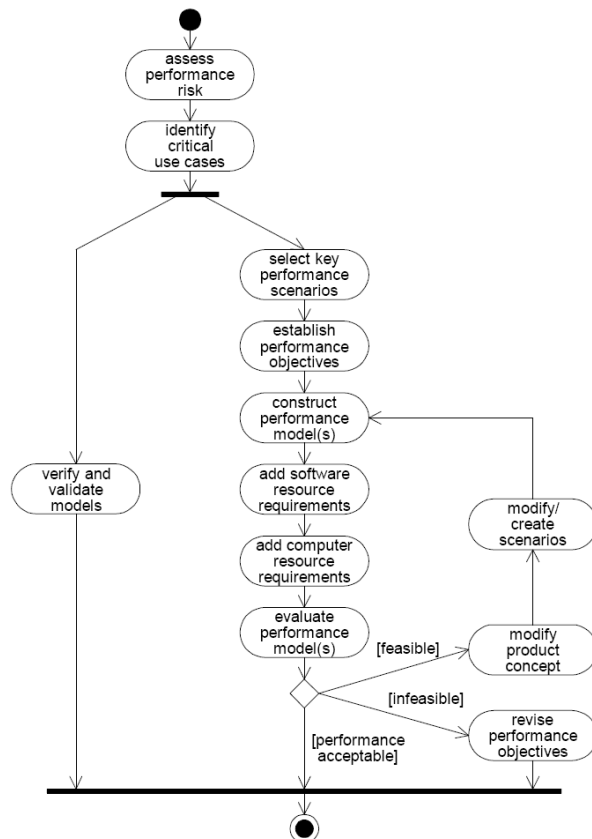 assess
performance
risk
identify
critical
use cases
select key
performance
scenarios
establish
performance
objectives
construct
performance
model(s)
verify and
validate
models
add software
resource
requirements
modify/
create
scenarios
add computer
resource
requirements
evaluate
performance
model(s)
[feasible]
modify
product
concept
[infeasible]
revise
performance
objectives
[performance
acceptable]